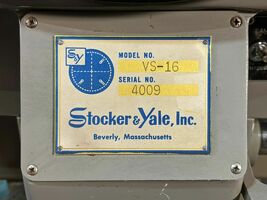 SY
MODEL NO.
VS-16
SERIAL NO.
4009
Stocker & Yale, Inc.
Beverly, Massachusetts